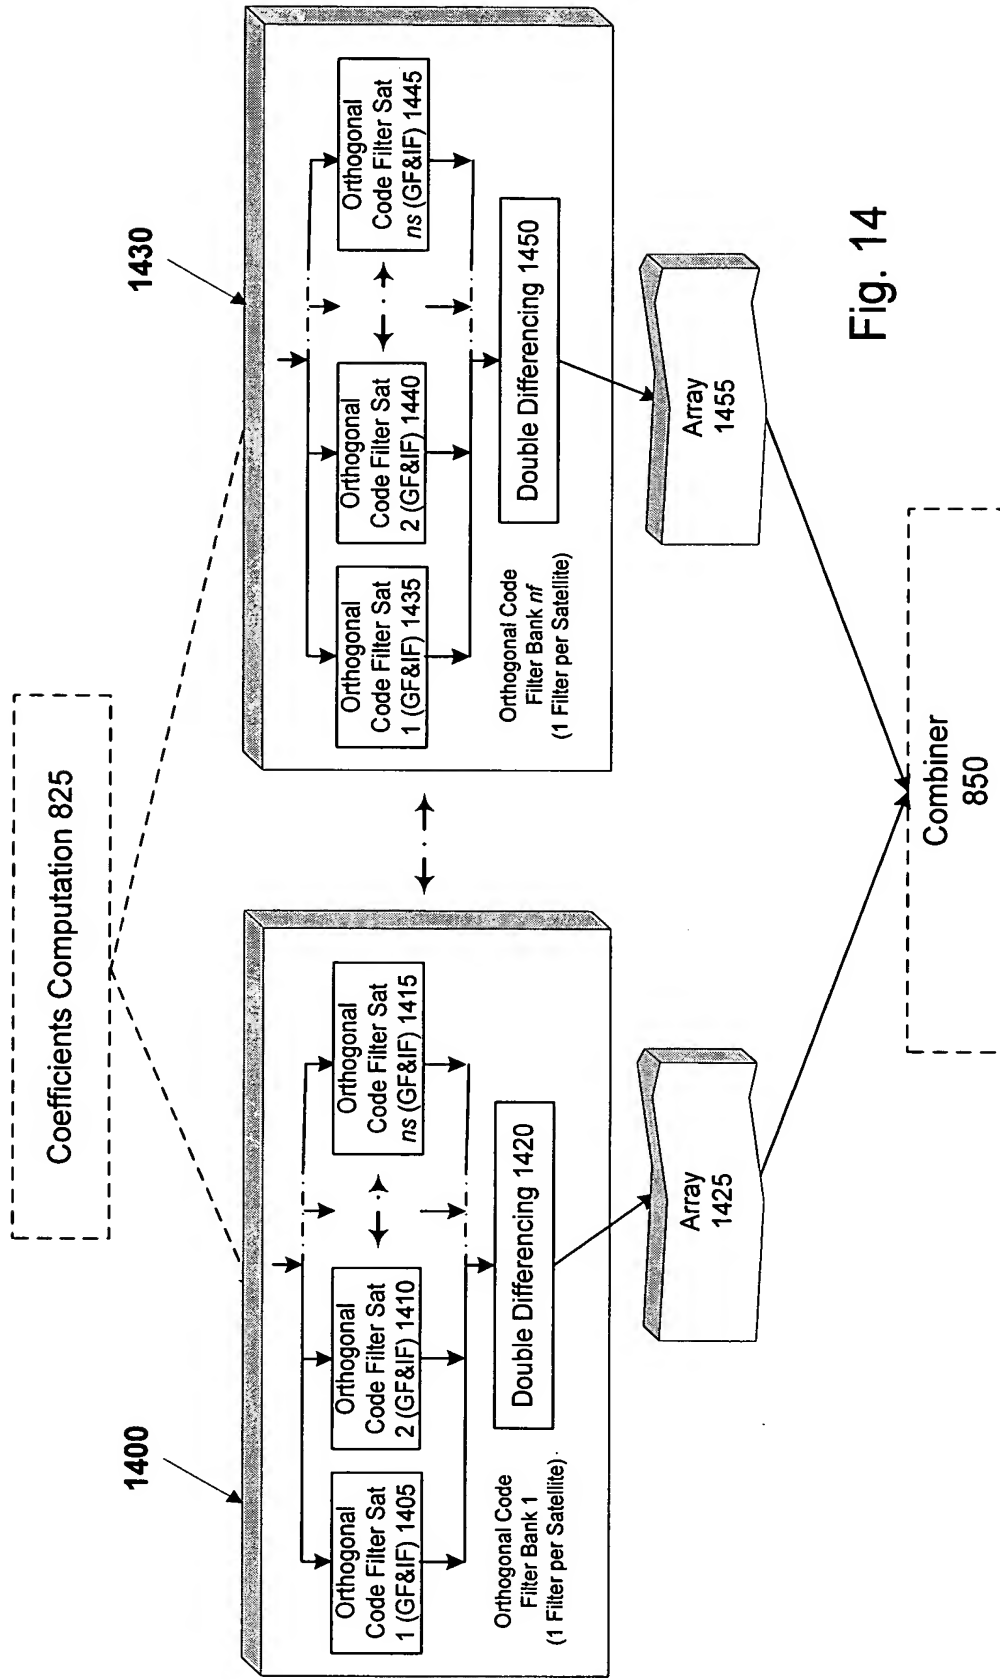 Coefficients Computation 825
1400
Orthogonal
Code Filter Sat
1 (GF&IF) 1405
Orthogonal
Code Filter Sat
2 (GF&IF) 1410
Orthogonal
Code Filter Sat
ns (GF&IF) 1415
Orthogonal Code
Filter Bank 1
(1 Filter per Satellite)
Double Differencing 1420
Array
1425
1430
Orthogonal
Code Filter Sat
1 (GF&IF) 1435
Orthogonal
Code Filter Sat
2 (GF&IF) 1440
Orthogonal
Code Filter Sat
ns (GF&IF) 1445
Orthogonal Code
Filter Bank nf
(1 Filter per Satellite)
Double Differencing 1450
Array
1455
Combiner
850
Fig. 14